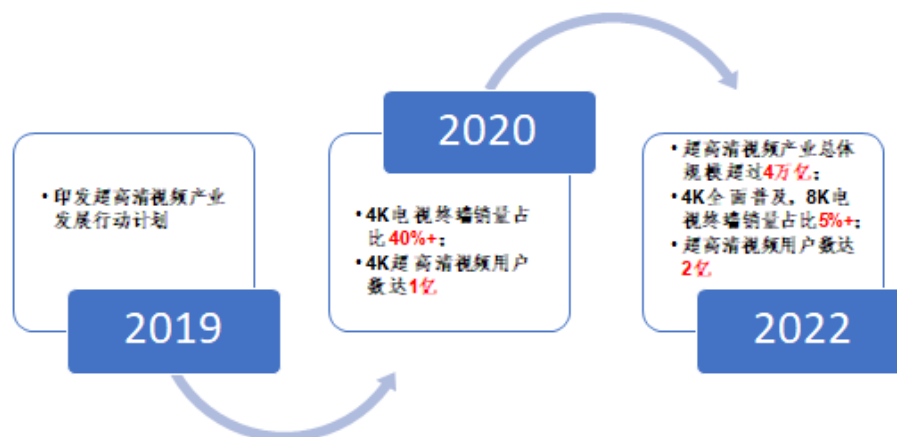 2019
• 印发超高清视频产业
发展行动计划
2020
• 4K电视终端销量占
比40%+；
• 4K超高清视频用户
数达1亿
• 超高清视频产业总体
规模超过4万亿；
• 4K全面普及，8K电
视终端销量占比5%+；
• 超高清视频用户数达
2亿
2022